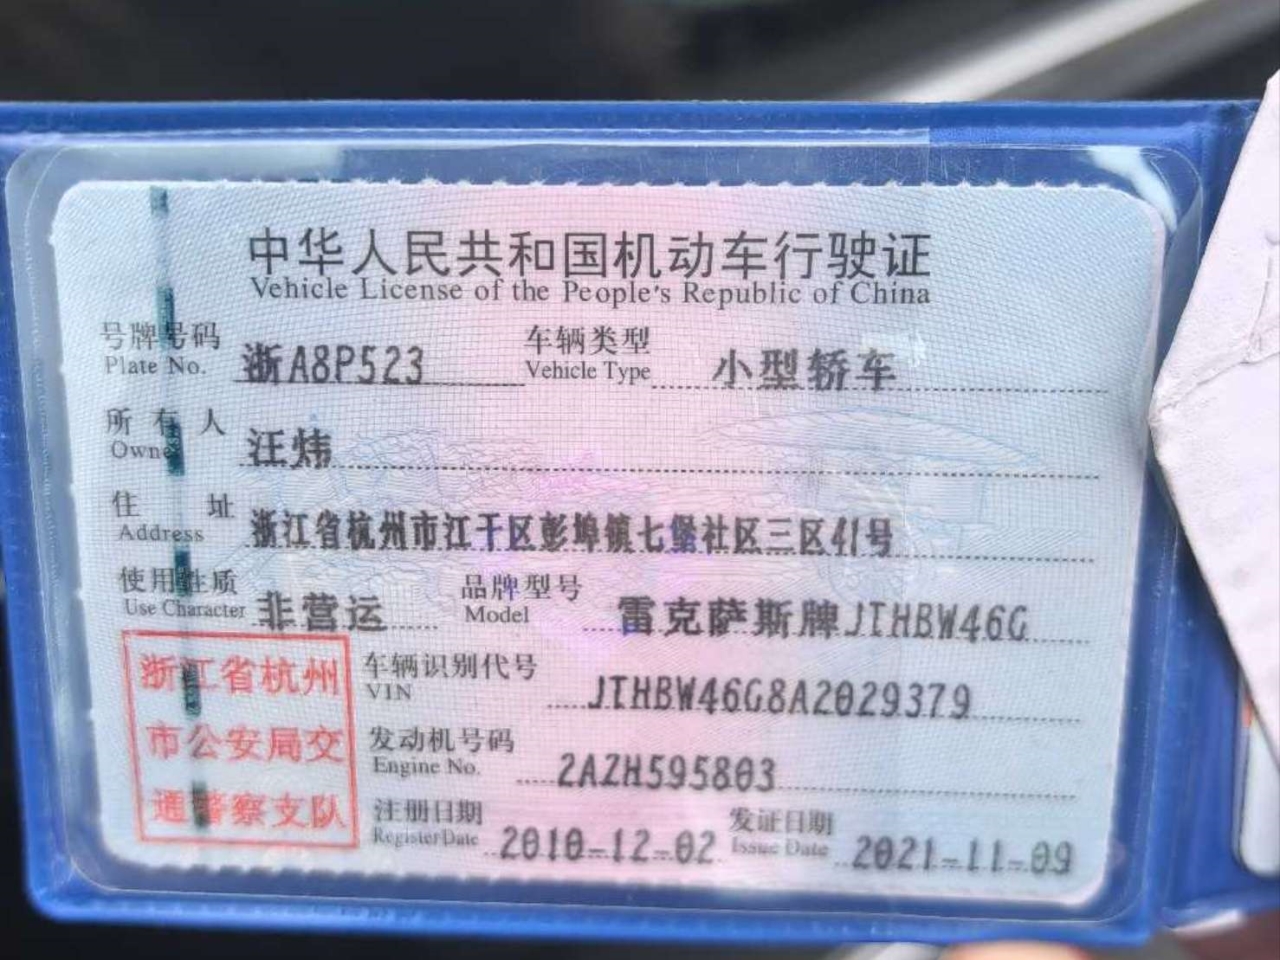 中华人民共和国机动车行驶证
Vehicle License of the People's Republic of China
号牌号码 浙A8P523 车辆类型 小型轿车
Plate No. Vehicle Type
所有人 汪炜
Owner
住址 浙江省杭州市江干区彭埠镇七堡社区三区41号
Address
使用性质 非营运 品牌型号 雷克萨斯牌JTHBW46G
Use Character Model
浙江省杭州
市公安局交
通警察支队
车辆识别代号 JTHBW46G8A2029379
VIN
发动机号码 2AZH595803
Engine No.
注册日期 2010-12-02 发证日期 2021-11-09
Register Date Issue Date